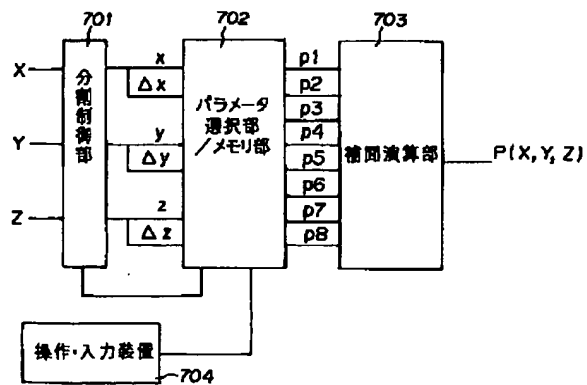 701
702
703
X
Y
Z
分割制御部
x
Δx
y
Δy
z
Δz
パラメータ
選択部
/メモリ部
p1
p2
p3
p4
p5
p6
p7
p8
補間演算部
P(X,Y,Z)
操作・入力装置
704